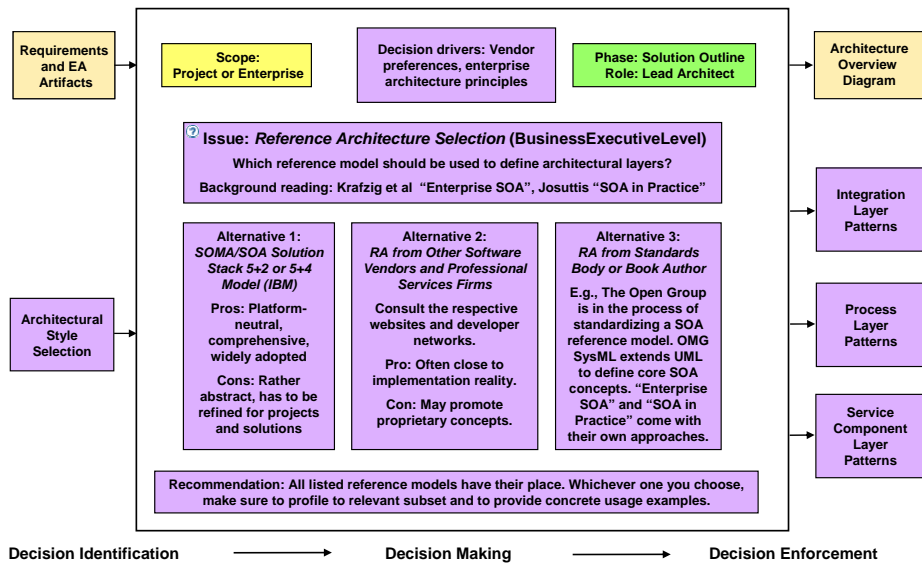 Requirements
and EA
Artifacts
Scope:
Project or Enterprise
Decision drivers: Vendor
preferences, enterprise
architecture principles
Phase: Solution Outline
Role: Lead Architect
Architecture
Overview
Diagram
?
Issue: Reference Architecture Selection (BusinessExecutiveLevel)
Which reference model should be used to define architectural layers?
Background reading: Krafzig et al “Enterprise SOA”, Josuttis “SOA in Practice”
Integration
Layer
Patterns
Architectural
Style
Selection
Alternative 1:
SOMA/SOA Solution
Stack 5+2 or 5+4
Model (IBM)
Pros: Platform-
neutral,
comprehensive,
widely adopted
Cons: Rather
abstract, has to be
refined for projects
and solutions
Alternative 2:
RA from Other Software
Vendors and Professional
Services Firms
Consult the respective
websites and developer
networks.
Pro: Often close to
implementation reality.
Con: May promote
proprietary concepts.
Alternative 3:
RA from Standards
Body or Book Author
E.g., The Open Group
is in the process of
standardizing a SOA
reference model. OMG
SysML extends UML
to define core SOA
concepts. “Enterprise
SOA” and “SOA in
Practice” come with
their own approaches.
Process
Layer
Patterns
Service
Component
Layer
Patterns
Recommendation: All listed reference models have their place. Whichever one you choose,
make sure to profile to relevant subset and to provide concrete usage examples.
Decision Identification
Decision Making
Decision Enforcement